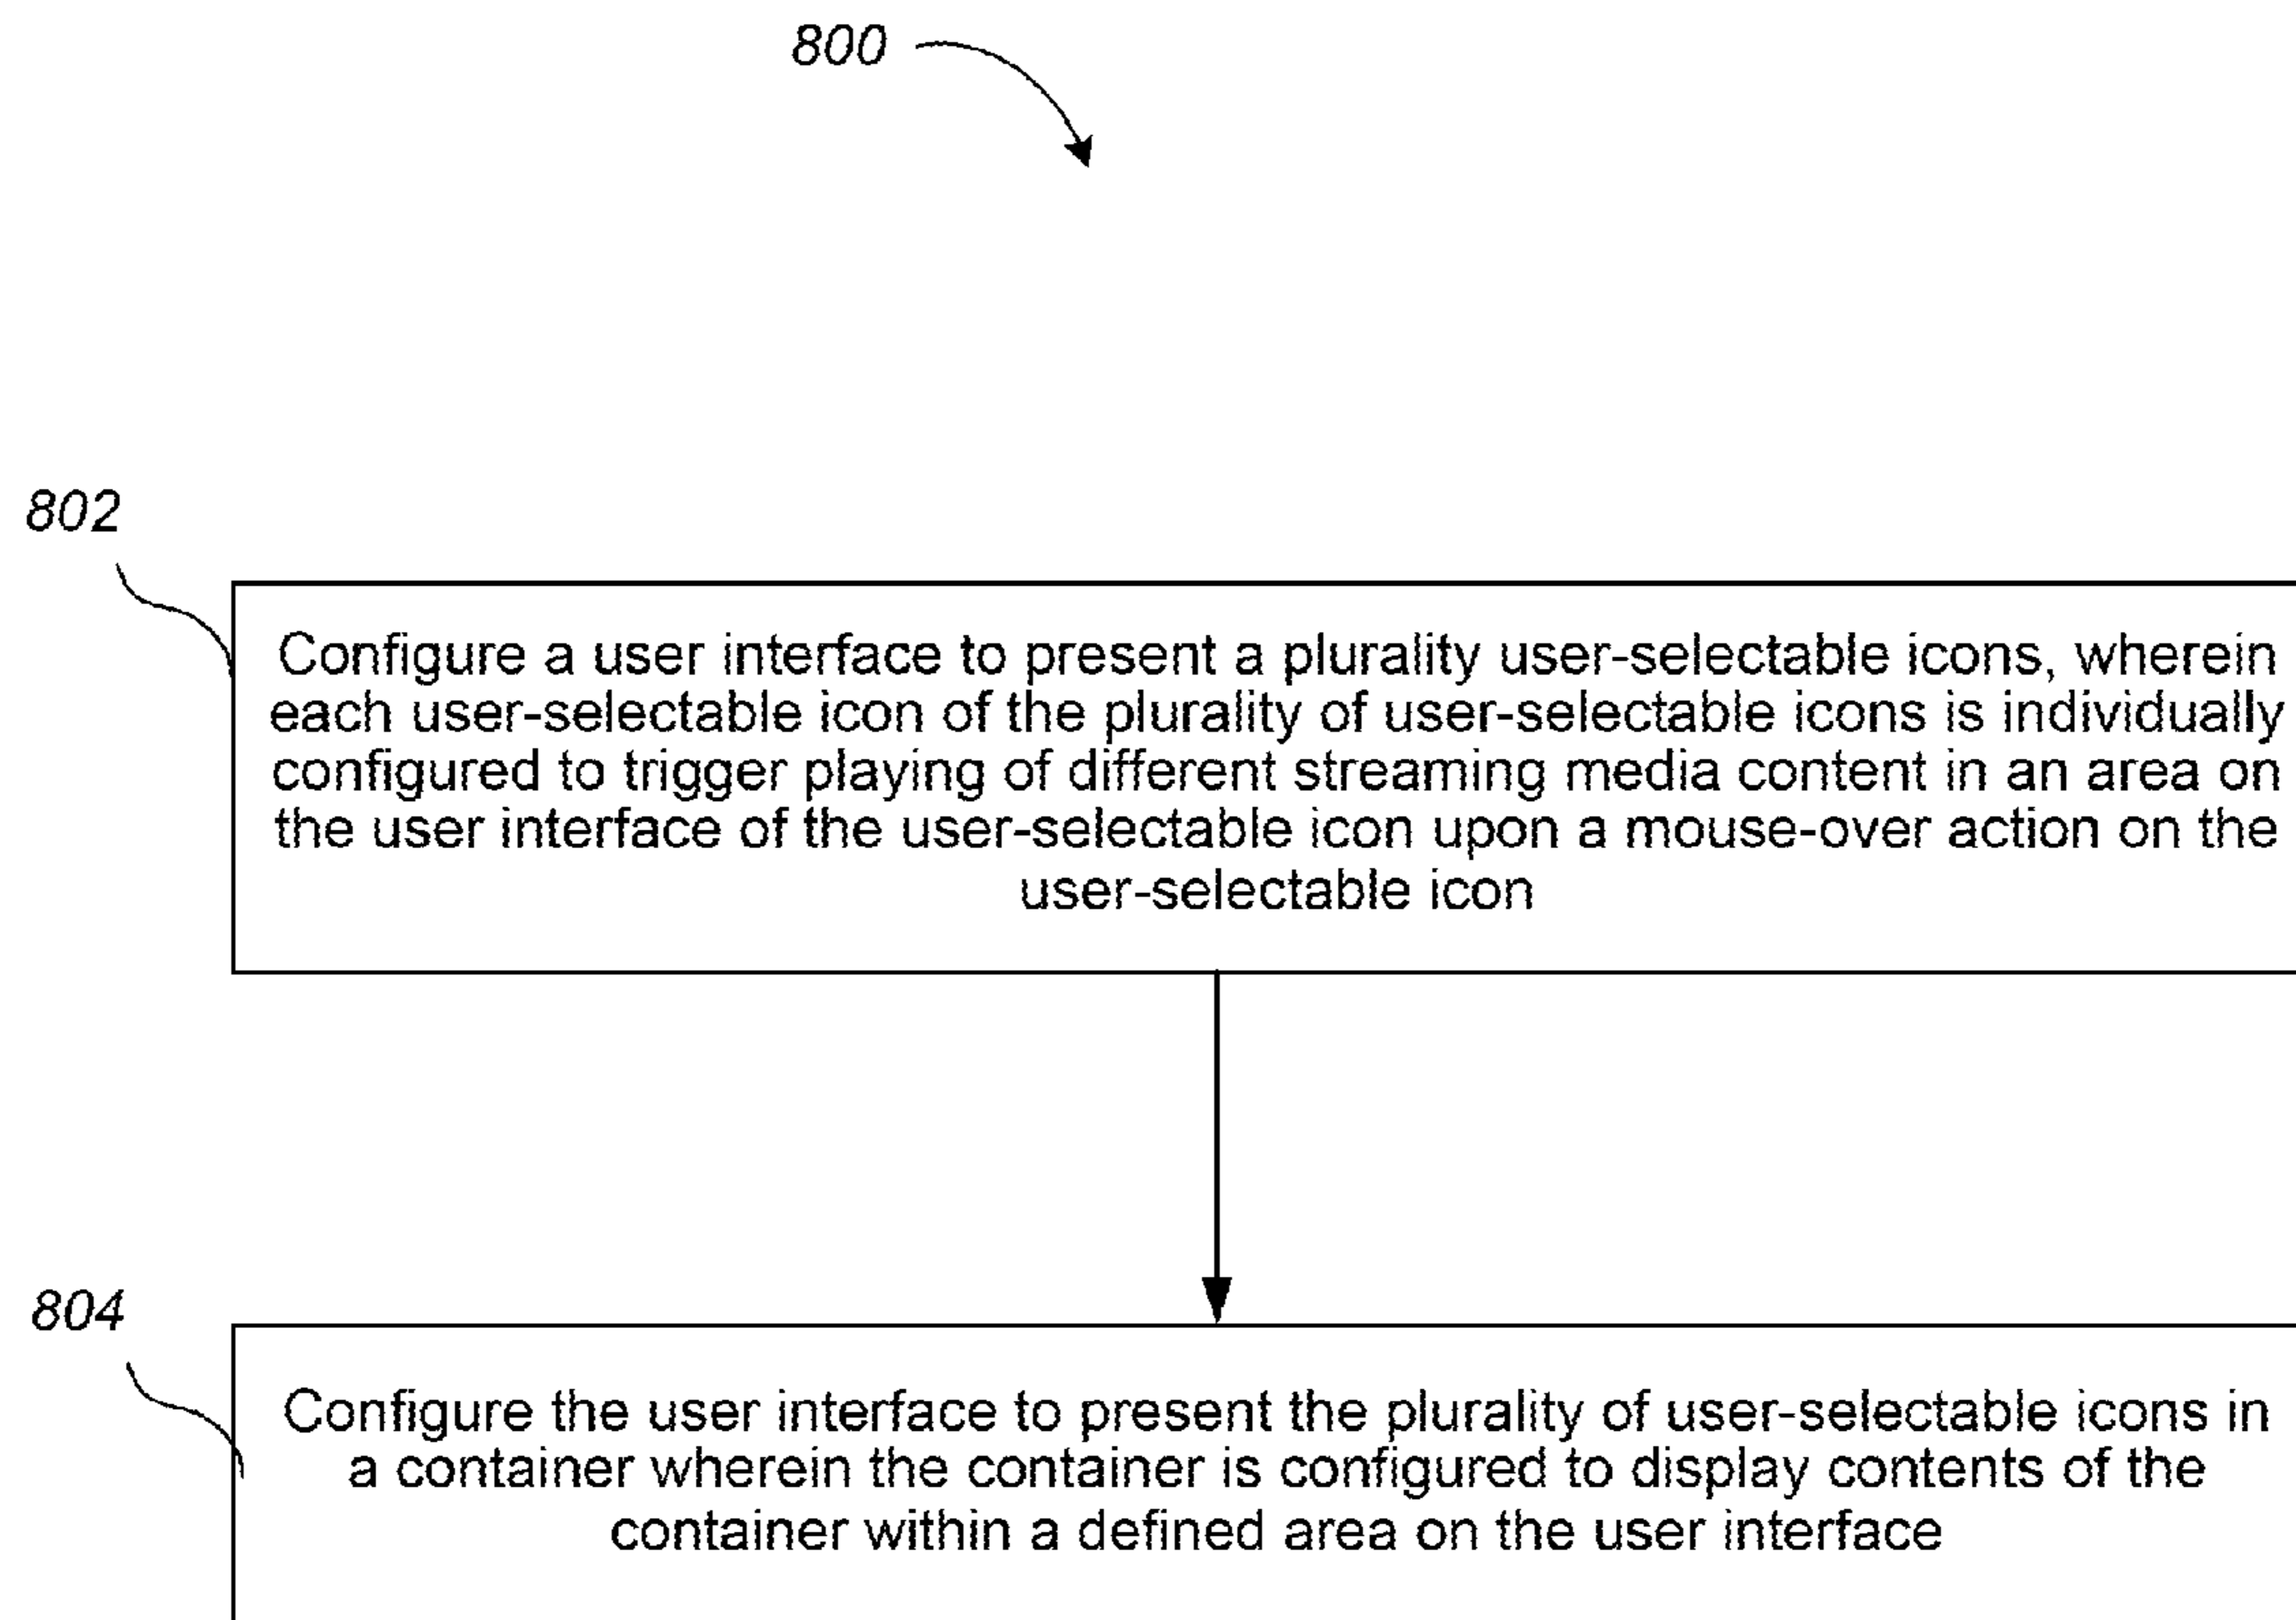 800
802
Configure a user interface to present a plurality user-selectable icons, wherein
each user-selectable icon of the plurality of user-selectable icons is individually
configured to trigger playing of different streaming media content in an area on
the user interface of the user-selectable icon upon a mouse-over action on the
user-selectable icon
804
Configure the user interface to present the plurality of user-selectable icons in
a container wherein the container is configured to display contents of the
container within a defined area on the user interface